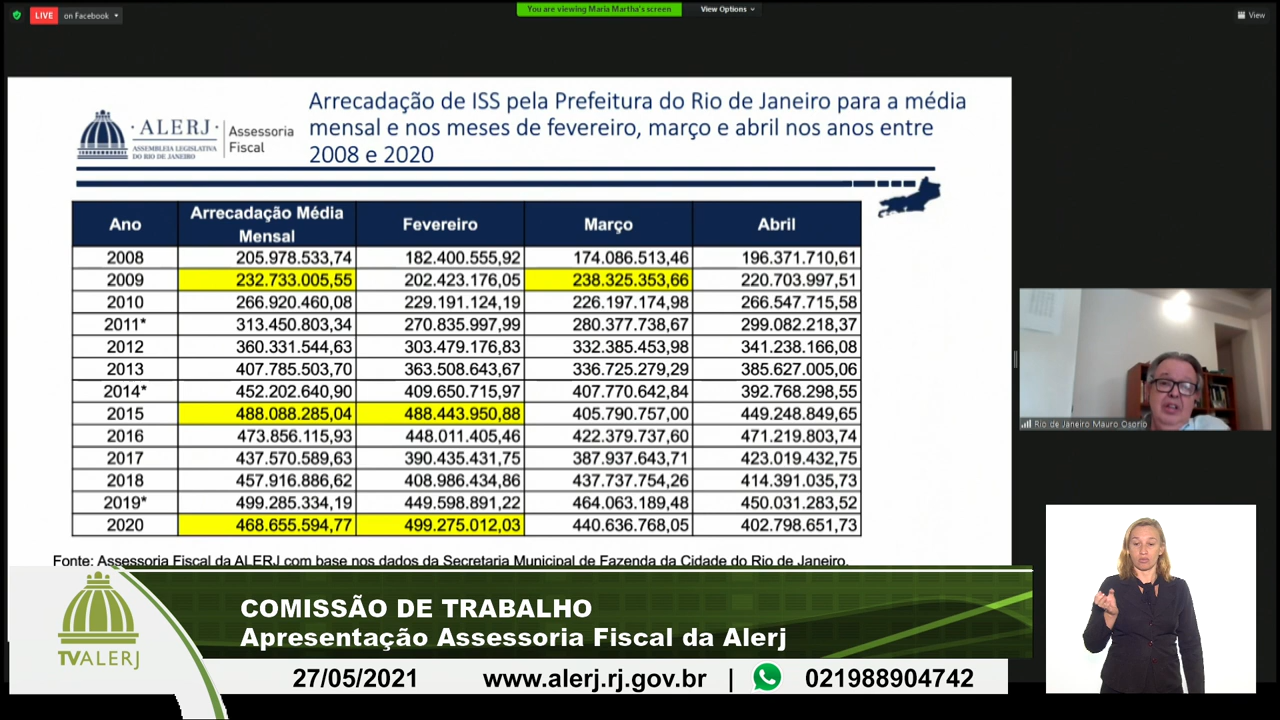 LIVE on Facebook
You are viewing Maria Martha's screen
View Options
View
Arrecadação de ISS pela Prefeitura do Rio de Janeiro para a média
mensal e nos meses de fevereiro, março e abril nos anos entre
2008 e 2020
· ALERJ ·
ASSEMBLEIA LEGISLATIVA
DO RIO DE JANEIRO
Assessoria
Fiscal
Ano Arrecadação Média Mensal Fevereiro Março Abril
2008 205.978.533,74 182.400.555,92 174.086.513,46 196.371.710,61
2009 232.733.005,55 202.423.176,05 238.325.353,66 220.703.997,51
2010 266.920.460,08 229.191.124,19 226.197.174,98 266.547.715,58
2011* 313.450.803,34 270.835.997,99 280.377.738,67 299.082.218,37
2012 360.331.544,63 303.479.176,83 332.385.453,98 341.238.166,08
2013 407.785.503,70 363.508.643,67 336.725.279,29 385.627.005,06
2014* 452.202.640,90 409.650.715,97 407.770.642,84 392.768.298,55
2015 488.088.285,04 488.443.950,88 405.790.757,00 449.248.849,65
2016 473.856.115,93 448.011.405,46 422.379.737,60 471.219.803,74
2017 437.570.589,63 390.435.431,75 387.937.643,71 423.019.432,75
2018 457.916.886,62 408.986.434,86 437.737.754,26 414.391.035,73
2019* 499.285.334,19 449.598.891,22 464.063.189,48 450.031.283,52
2020 468.655.594,77 499.275.012,03 440.636.768,05 402.798.651,73
Fonte: Assessoria Fiscal da ALERJ com base nos dados da Secretaria Municipal de Fazenda da Cidade do Rio de Janeiro.
Rio de Janeiro Mauro Osorio
TVALERJ
COMISSÃO DE TRABALHO
Apresentação Assessoria Fiscal da Alerj
27/05/2021 www.alerj.rj.gov.br | 021988904742